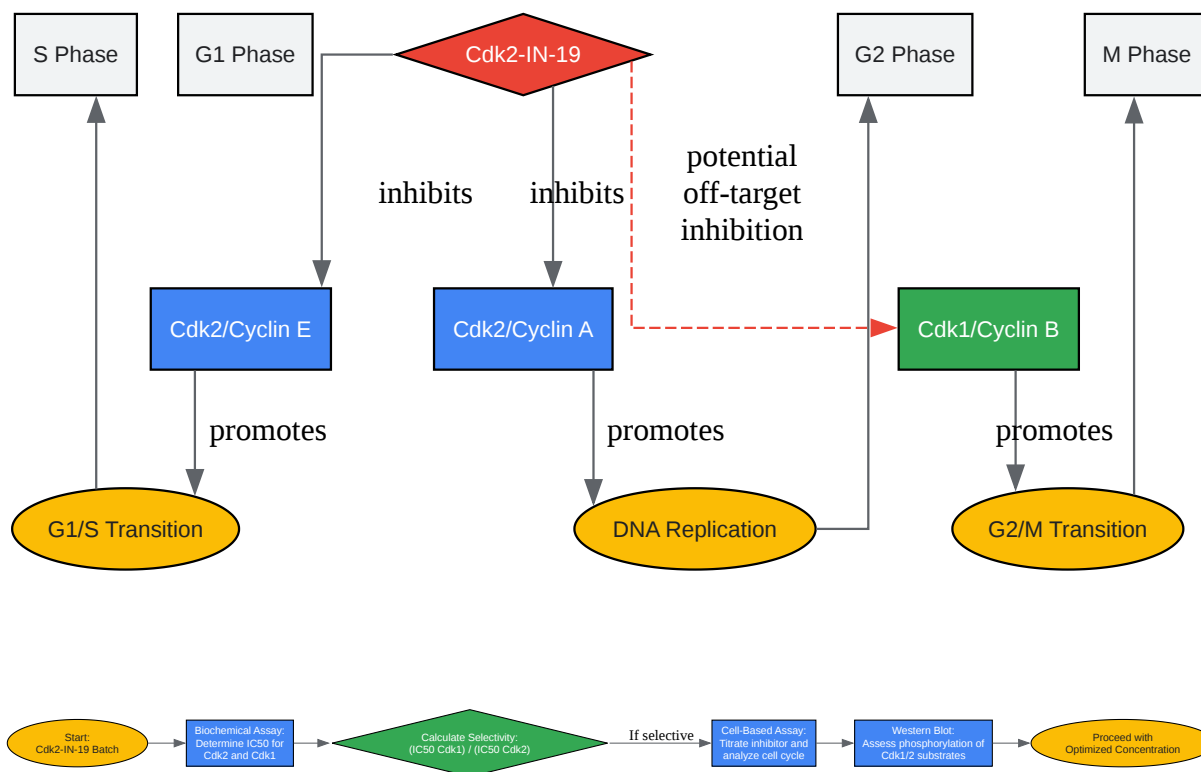 S Phase
G1 Phase
Cdk2-IN-19
G2 Phase
M Phase
inhibits
inhibits
potential
off-target
inhibition
Cdk2/Cyclin E
Cdk2/Cyclin A
Cdk1/Cyclin B
promotes
promotes
promotes
G1/S Transition
DNA Replication
G2/M Transition
Start:
Cdk2-IN-19 Batch
Biochemical Assay:
Determine IC50 for
Cdk2 and Cdk1
Calculate Selectivity:
(IC50 Cdk1) / (IC50 Cdk2)
If selective
Cell-Based Assay:
Titrate inhibitor and
analyze cell cycle
Western Blot:
Assess phosphorylation of
Cdk1/2 substrates
Proceed with
Optimized Concentration